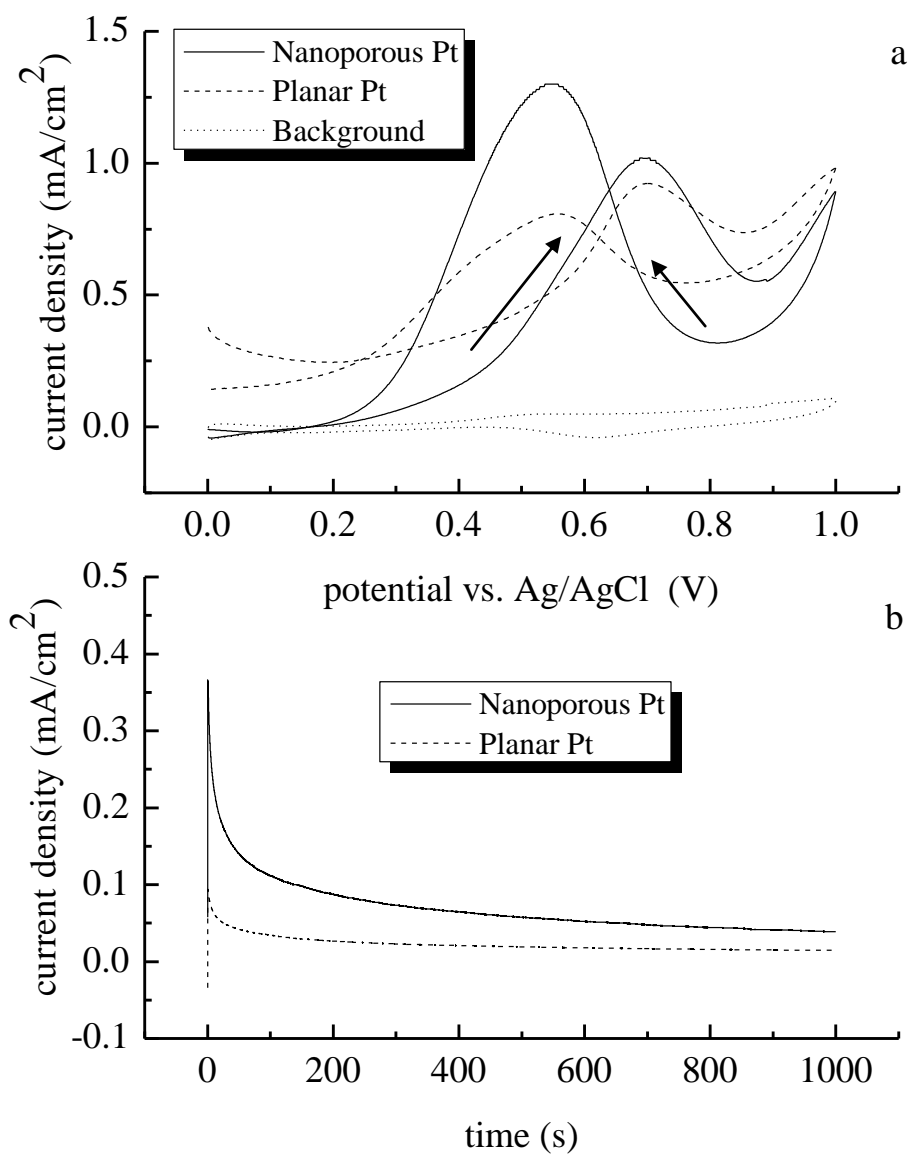 a
Nanoporous Pt
Planar Pt
Background
current density (mA/cm²)
1.5
1.0
0.5
0.0
0.0 0.2 0.4 0.6 0.8 1.0
potential vs. Ag/AgCl (V)
b
Nanoporous Pt
Planar Pt
current density (mA/cm²)
0.5
0.4
0.3
0.2
0.1
0.0
-0.1
0 200 400 600 800 1000
time (s)